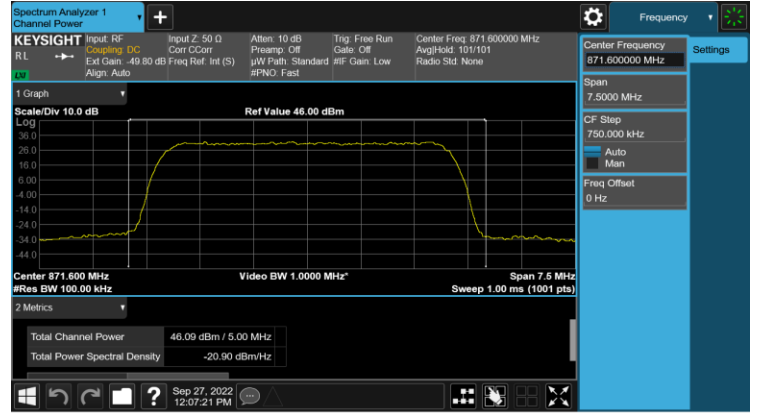 Spectrum Analyzer 1
Channel Power
Frequency
KEYSIGHT
RL
Input: RF
Coupling: DC
Ext Gain: -49.80 dB
Align: Auto
Input Z: 50 Ω
Corr CCorr
Freq Ref: Int (S)
Atten: 10 dB
Preamp: Off
µW Path: Standard
#PNO: Fast
Trig: Free Run
Gate: Off
#IF Gain: Low
Center Freq: 871.600000 MHz
Avg|Hold: 101/101
Radio Std: None
Center Frequency
871.600000 MHz
Settings
Span
7.5000 MHz
CF Step
750.000 kHz
Auto
Man
Freq Offset
0 Hz
1 Graph
Scale/Div 10.0 dB
Ref Value 46.00 dBm
Log
36.0
26.0
16.0
6.00
-4.00
-14.0
-24.0
-34.0
-44.0
Center 871.600 MHz
Video BW 1.0000 MHz*
Span 7.5 MHz
#Res BW 100.00 kHz
Sweep 1.00 ms (1001 pts)
2 Metrics
Total Channel Power 46.09 dBm / 5.00 MHz
Total Power Spectral Density -20.90 dBm/Hz
Sep 27, 2022
12:07:21 PM